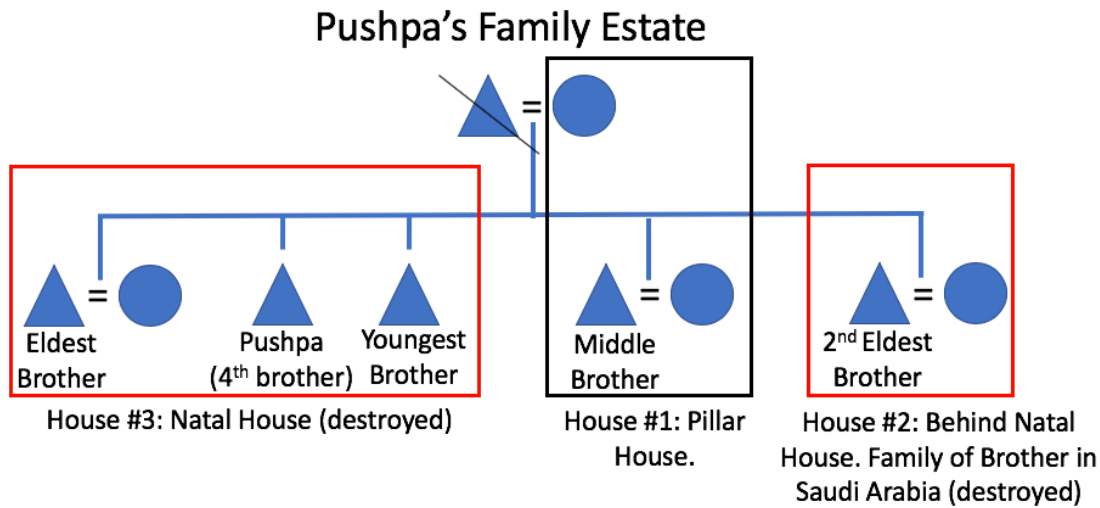 Pushpa's Family Estate
=
= = =
Eldest
Brother
Pushpa
(4th brother)
Youngest
Brother
Middle
Brother
2nd Eldest
Brother
House #3: Natal House (destroyed)
House #1: Pillar
House.
House #2: Behind Natal
House. Family of Brother in
Saudi Arabia (destroyed)